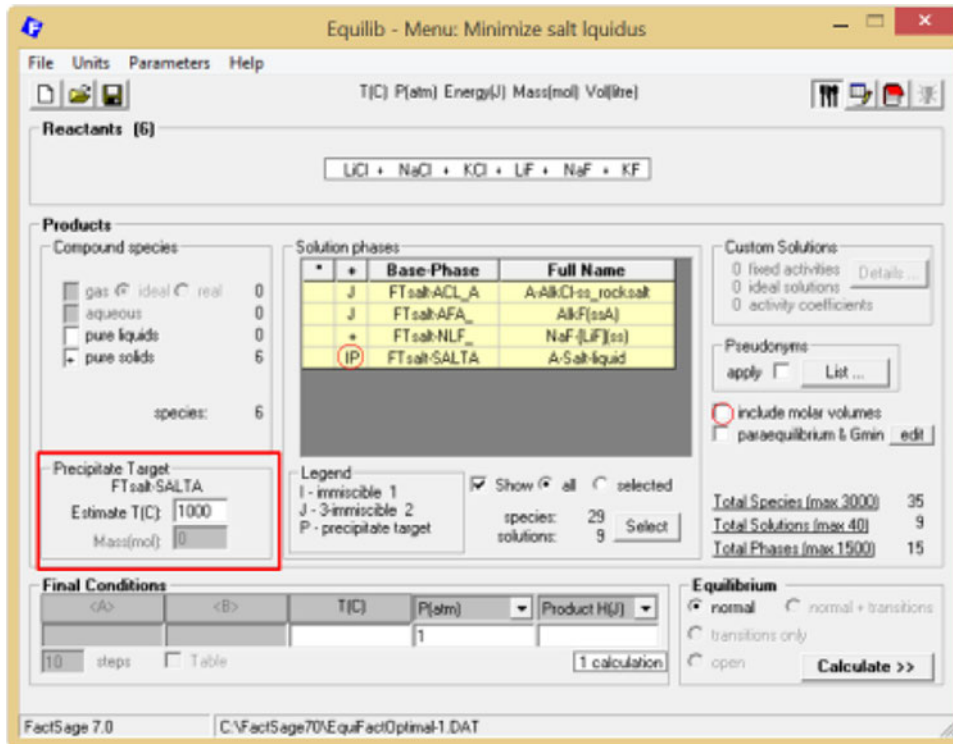 Equilib - Menu: Minimize salt lquidus
File Units Parameters Help
T(C) P(atm) Energy(J) Mass(mol) Vol(litre)
Reactants (6)
LiCl + NaCl + KCl + LiF + NaF + KF
Products
Compound species
gas ideal real 0
aqueous 0
pure liquids 0
+ pure solids 6
species: 6
Precipitate Target
FTsalt-SALTA
Estimate T(C): 1000
Mass(mol): 0
Solution phases
* + Base-Phase Full Name
J FTsalt-ACL_A A-AlkCl-ss_rocksalt
J FTsalt-AFA_ AlkF(ssA)
+ FTsalt-NLF_ NaF-[LiF](ss)
IP FTsalt-SALTA A-Salt-liquid
Legend
I - immiscible 1
J - 3-immiscible 2
P - precipitate target
Show all selected
species: 29
solutions: 9
Select
Custom Solutions
0 fixed activities
0 ideal solutions
0 activity coefficients
Details ...
Pseudonyms
apply List ...
include molar volumes
paraequilibrium & Gmin edit
Total Species (max 3000) 35
Total Solutions (max 40) 9
Total Phases (max 1500) 15
Final Conditions
<A> <B> T(C) P(atm) Product H(J)
1
10 steps Table
1 calculation
Equilibrium
normal normal + transitions
transitions only
open
Calculate >>
FactSage 7.0 C:\FactSage70\EquiFactOptimal-1.DAT